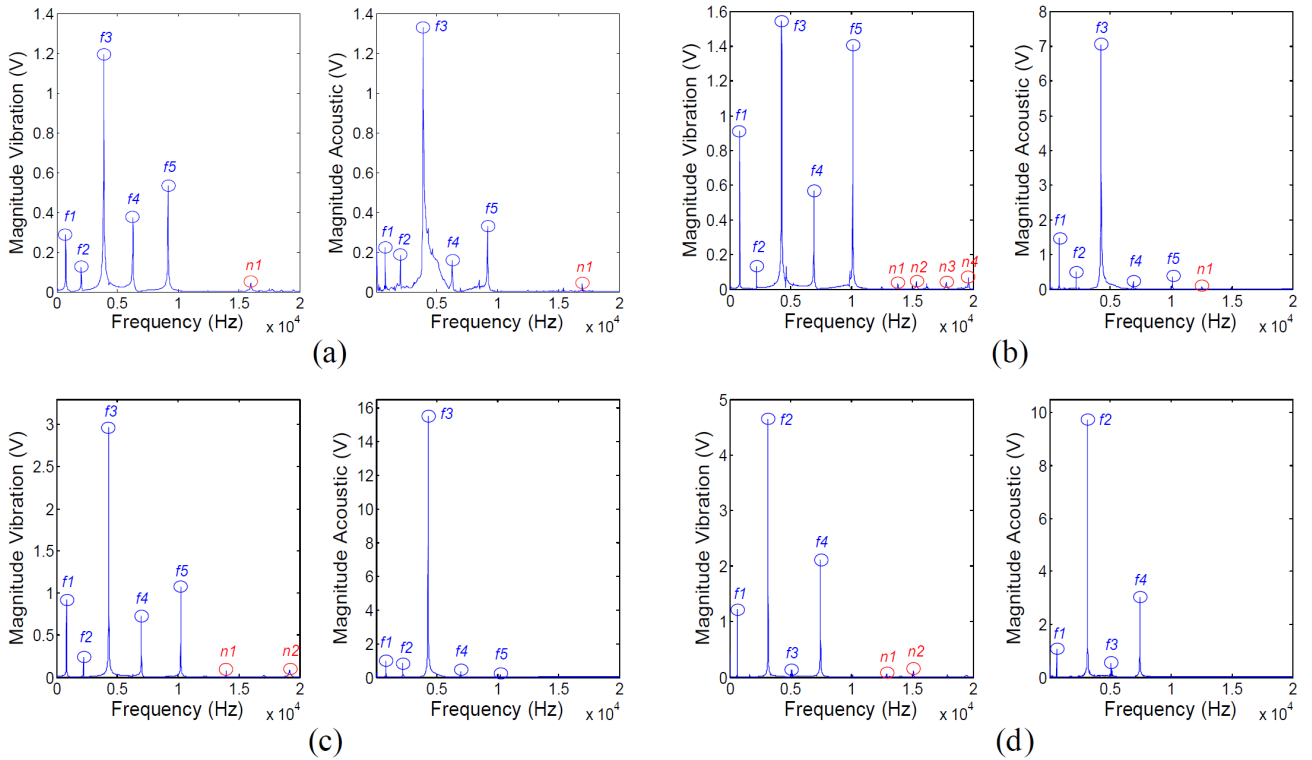 Magnitude Vibration (V)
1.4
1.2
1
0.8
0.6
0.4
0.2
0
f3
f5
f4
f1
f2
n1
0 0.5 1 1.5 2
x 10^4
Frequency (Hz)
Magnitude Acoustic (V)
1.4
1.2
1
0.8
0.6
0.4
0.2
0
f3
f5
f1
f2
f4
n1
0 0.5 1 1.5 2
x 10^4
Frequency (Hz)
(a)
Magnitude Vibration (V)
1.6
1.4
1.2
1
0.8
0.6
0.4
0.2
0
f3
f5
f1
f4
f2
n1 n2 n3 n4
0 0.5 1 1.5 2
x 10^4
Frequency (Hz)
Magnitude Acoustic (V)
8
7
6
5
4
3
2
1
0
f3
f1
f2
f4 f5
n1
0 0.5 1 1.5 2
x 10^4
Frequency (Hz)
(b)
Magnitude Vibration (V)
3
2.5
2
1.5
1
0.5
0
f3
f1
f5
f4
f2
n1 n2
0 0.5 1 1.5 2
x 10^4
Frequency (Hz)
Magnitude Acoustic (V)
16
14
12
10
8
6
4
2
0
f3
f1 f2 f4 f5
0 0.5 1 1.5 2
x 10^4
Frequency (Hz)
(c)
Magnitude Vibration (V)
5
4
3
2
1
0
f2
f4
f1
f3
n1 n2
0 0.5 1 1.5 2
x 10^4
Frequency (Hz)
Magnitude Acoustic (V)
10
8
6
4
2
0
f2
f4
f1
f3
0 0.5 1 1.5 2
x 10^4
Frequency (Hz)
(d)